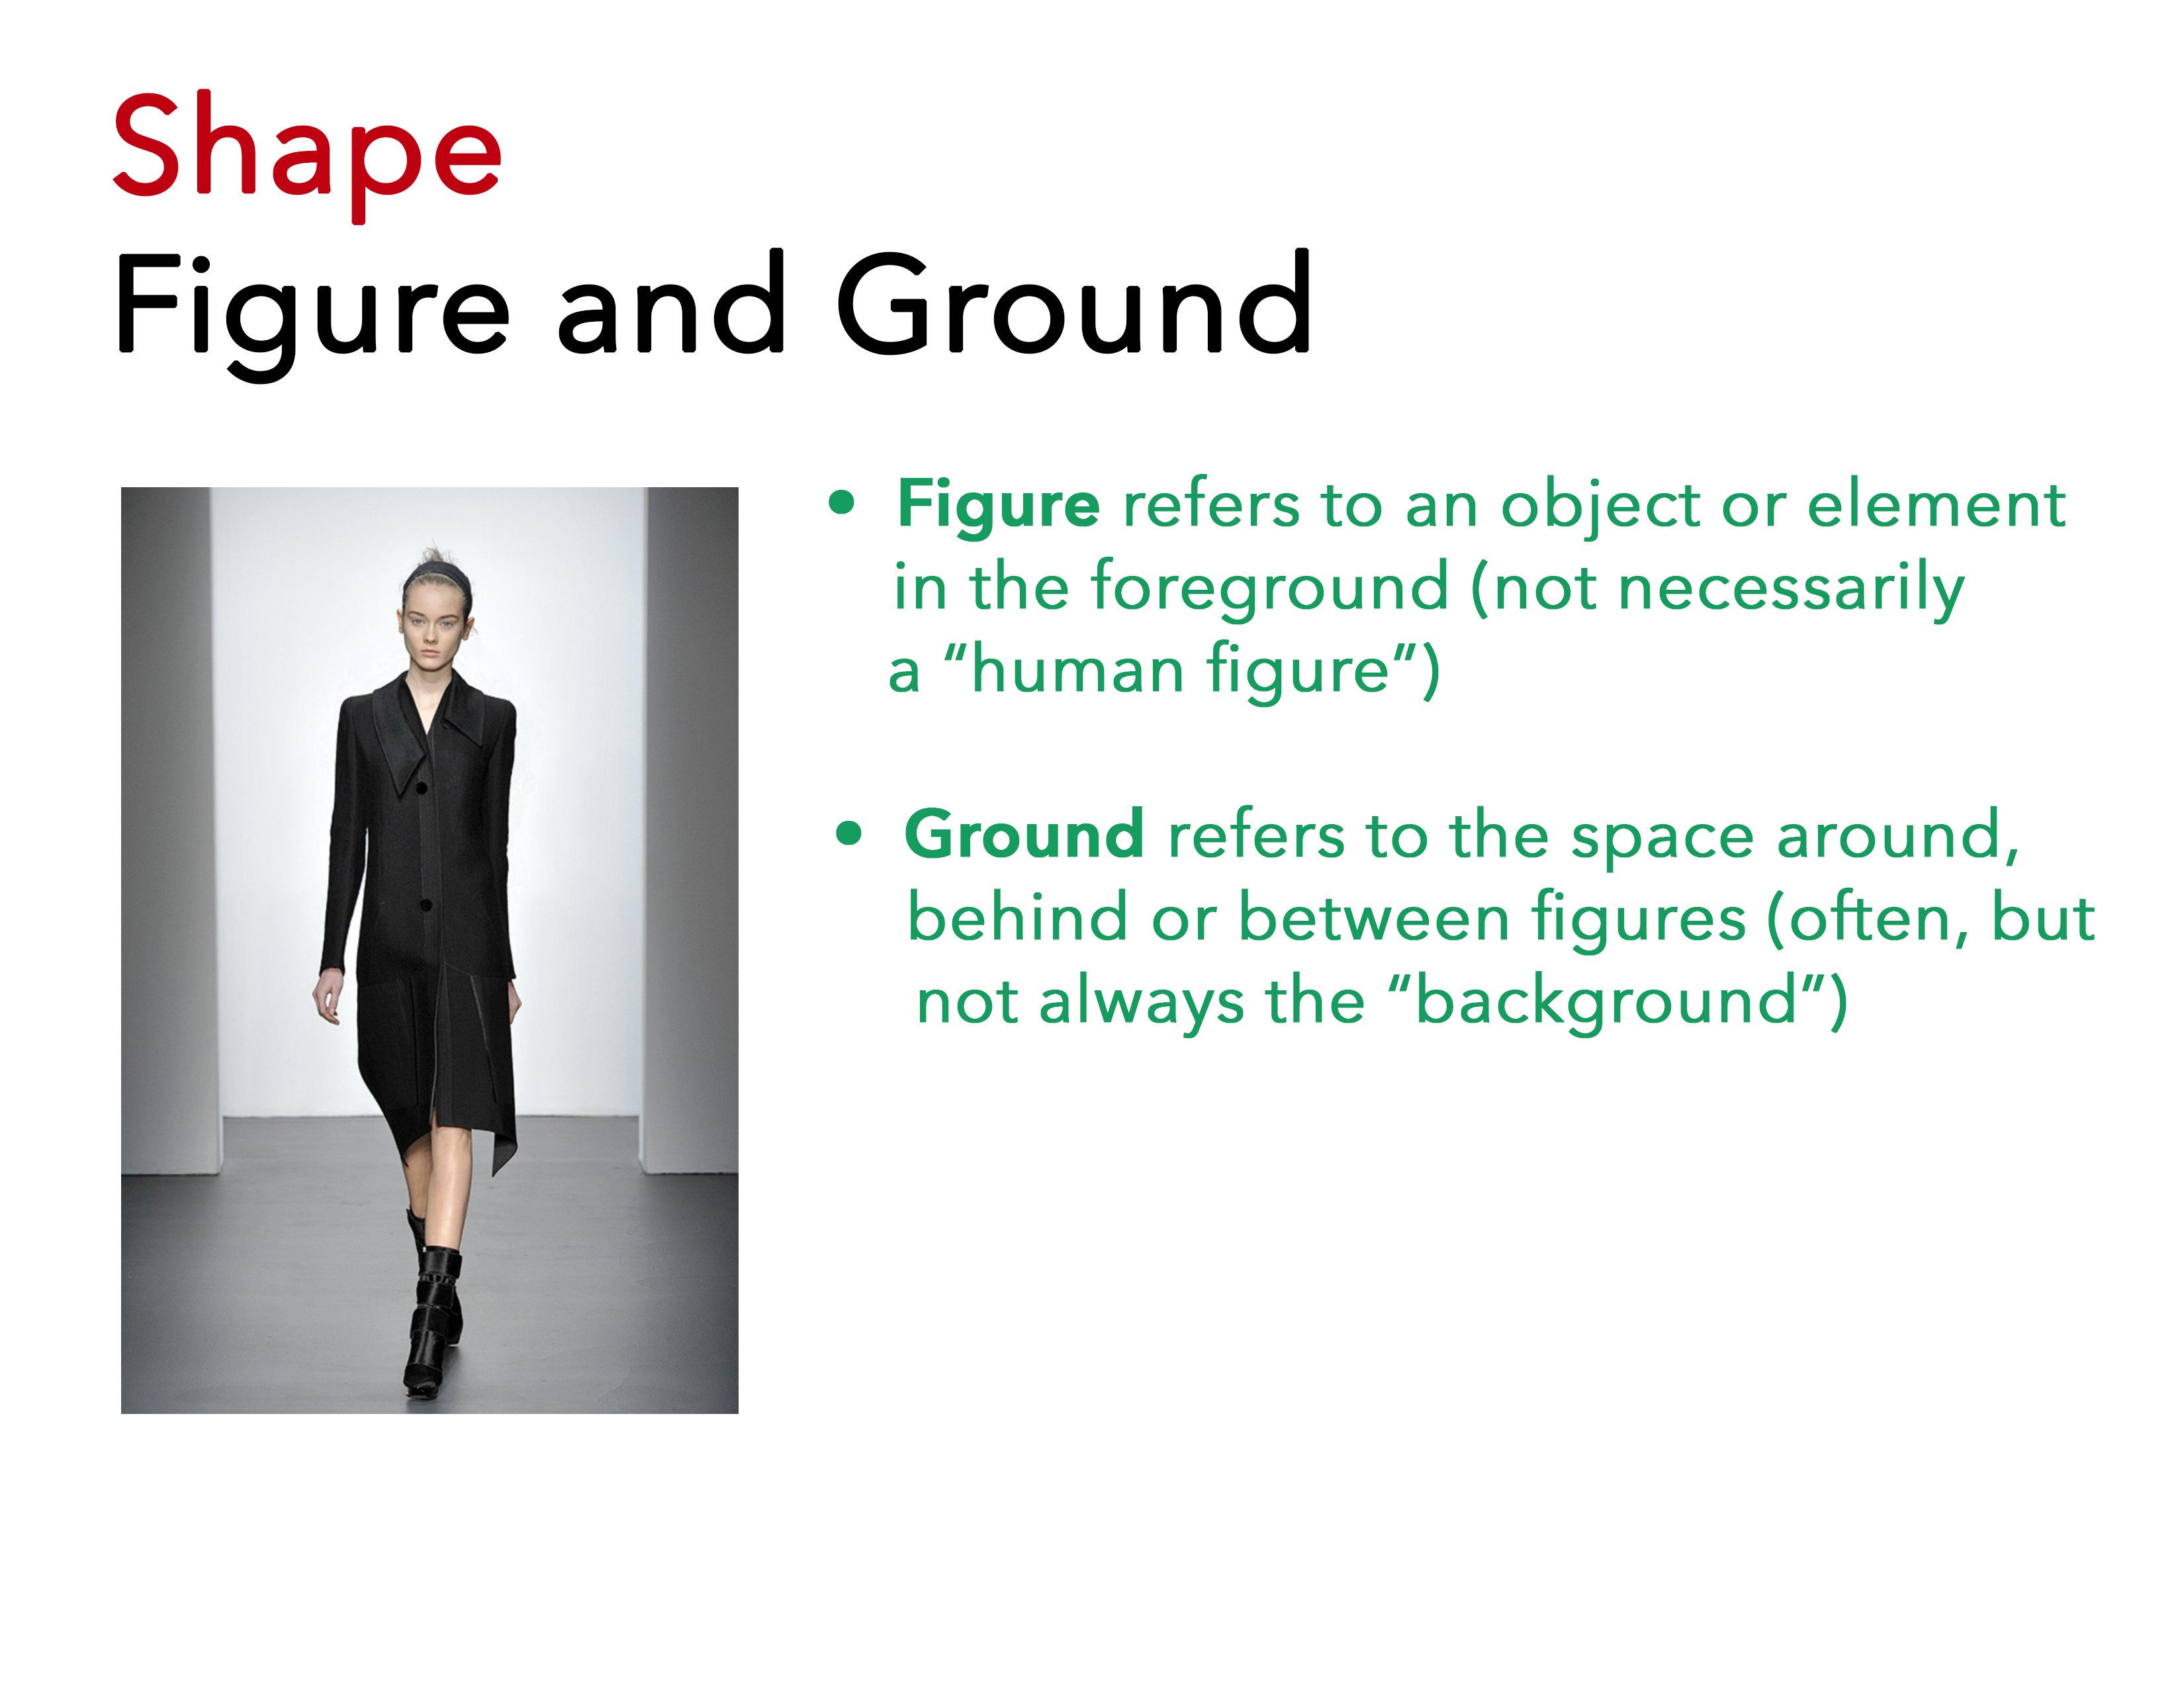 Shape
Figure and Ground
• Figure refers to an object or element
in the foreground (not necessarily
a “human figure”)
• Ground refers to the space around,
behind or between figures (often, but
not always the “background”)